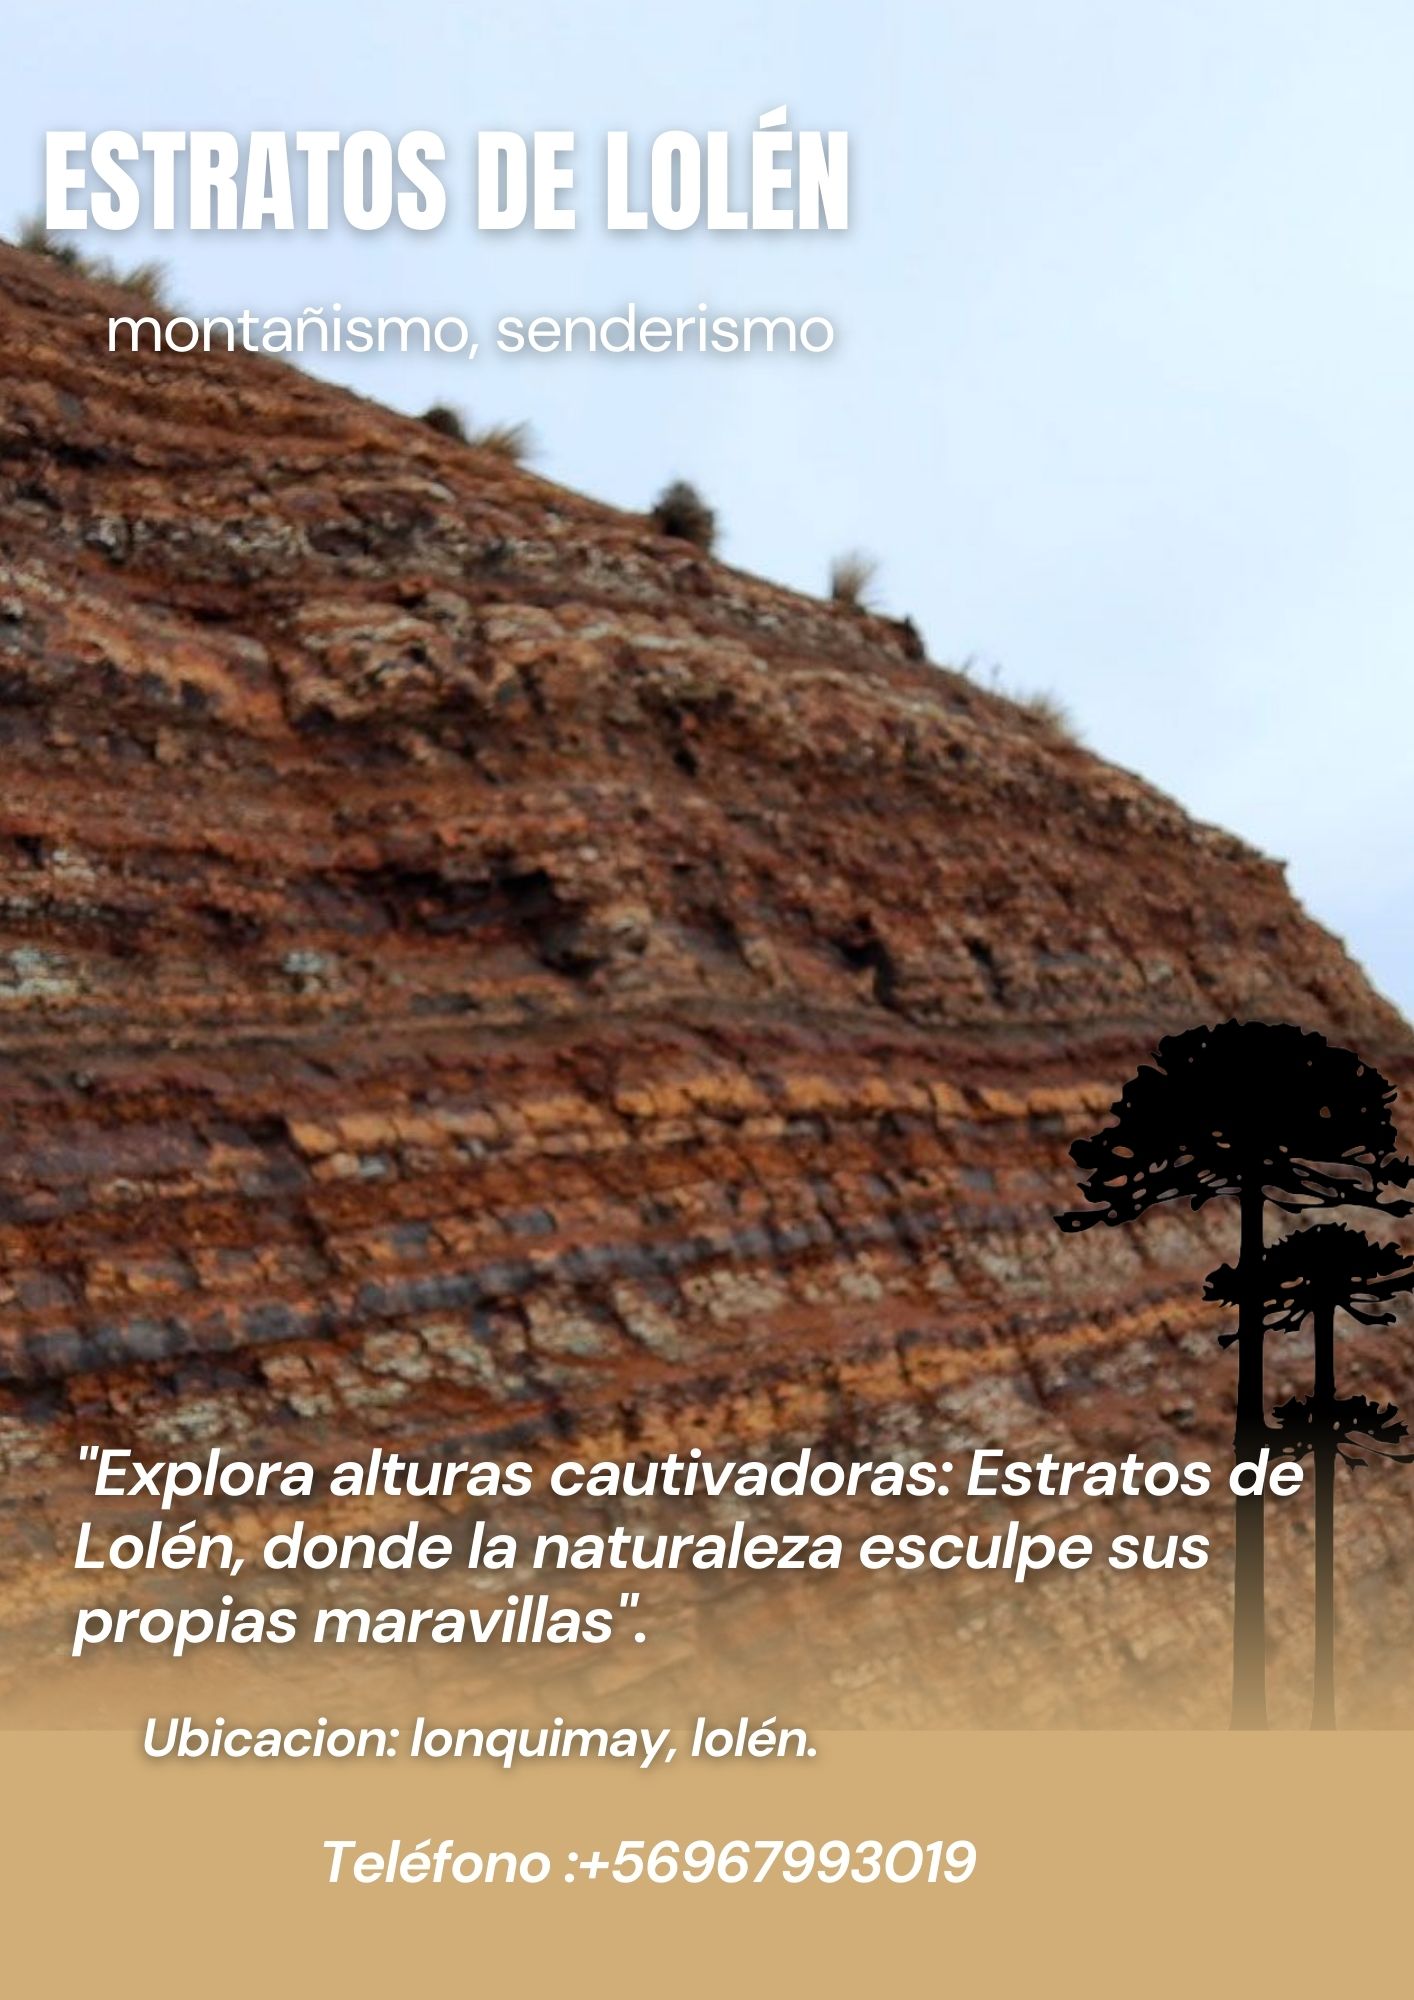 ESTRATOS DE LOLÉN
montañismo, senderismo
"Explora alturas cautivadoras: Estratos de
Lolén, donde la naturaleza esculpe sus
propias maravillas".
Ubicacion: lonquimay, lolén.
Teléfono :+56967993019